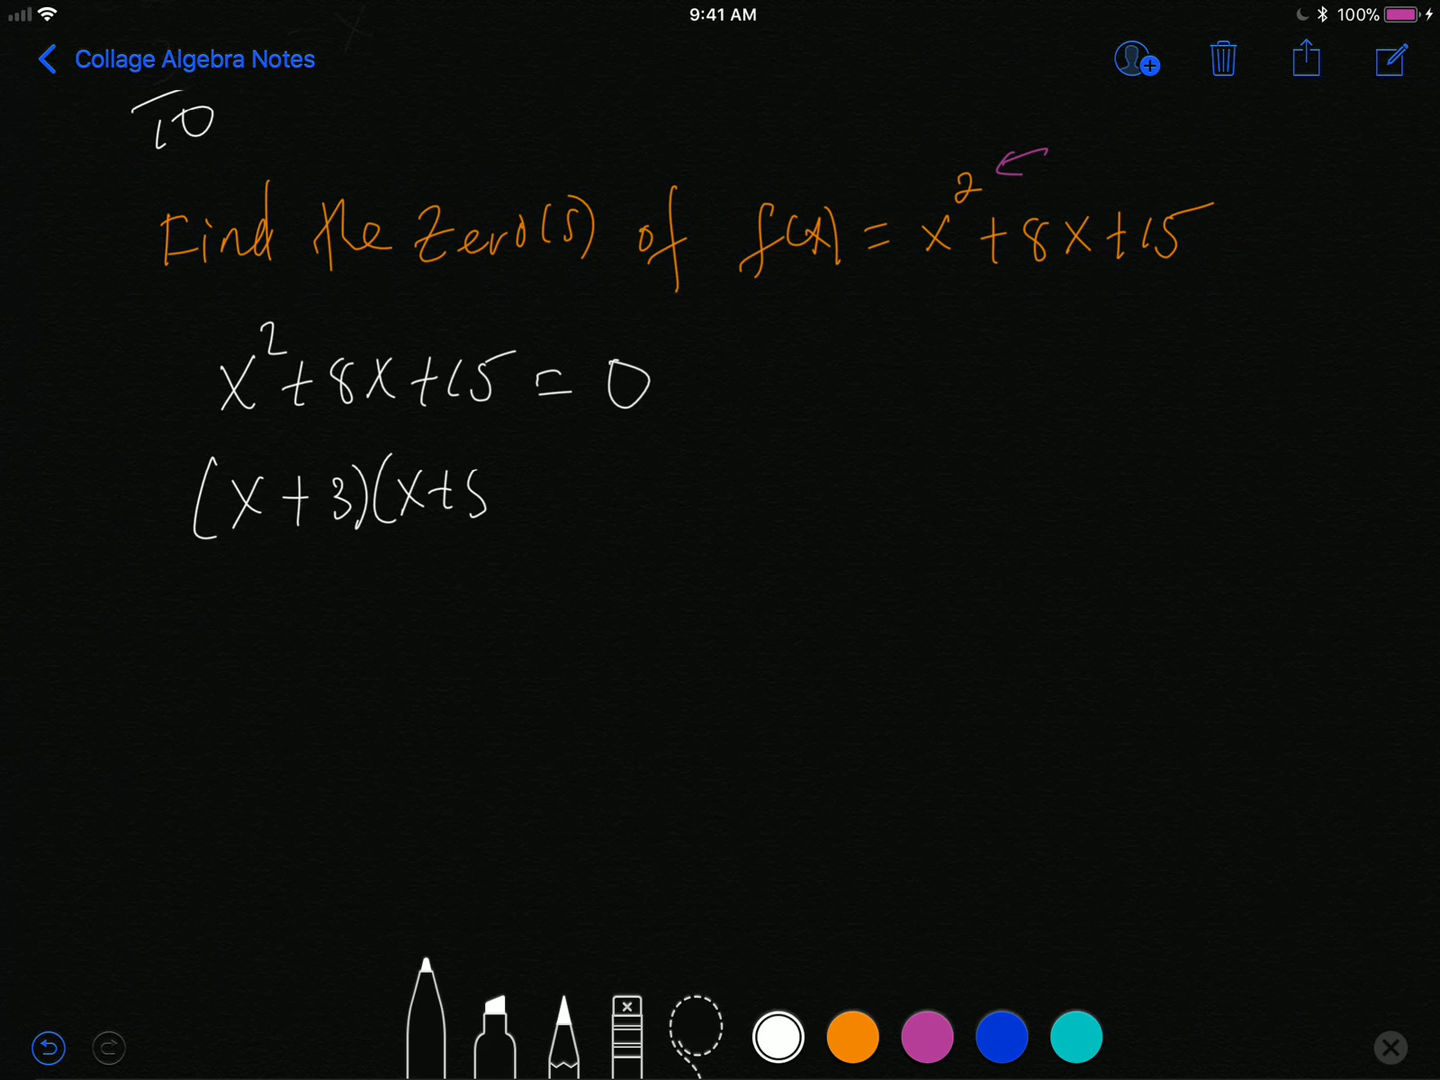 9:41 AM
100%
Collage Algebra Notes
10
Find the Zero(s) of f(x) = x² + 8x + 15
x² + 8x + 15 = 0
(x + 3)(x + 5